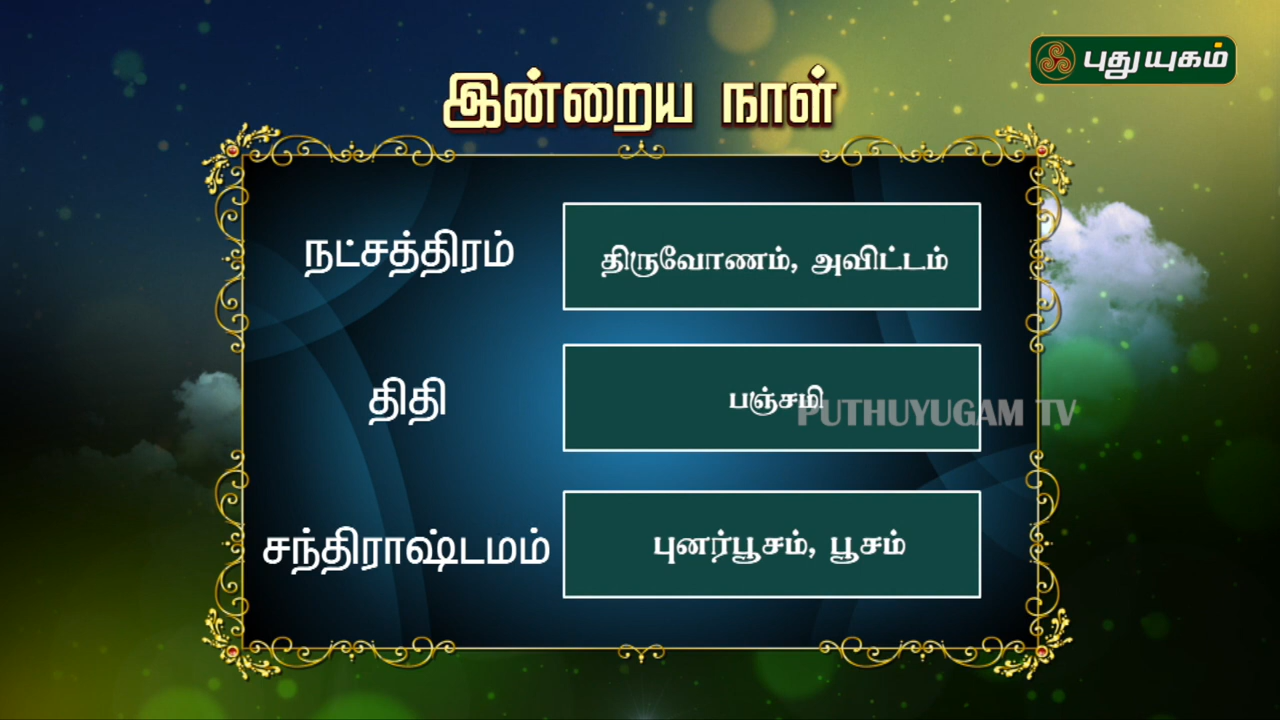 புதுயுகம்
இன்றைய நாள்
நட்சத்திரம் திருவோணம், அவிட்டம்
திதி பஞ்சமி
PUTHUYUGAM TV
சந்திராஷ்டமம் புனர்பூசம், பூசம்